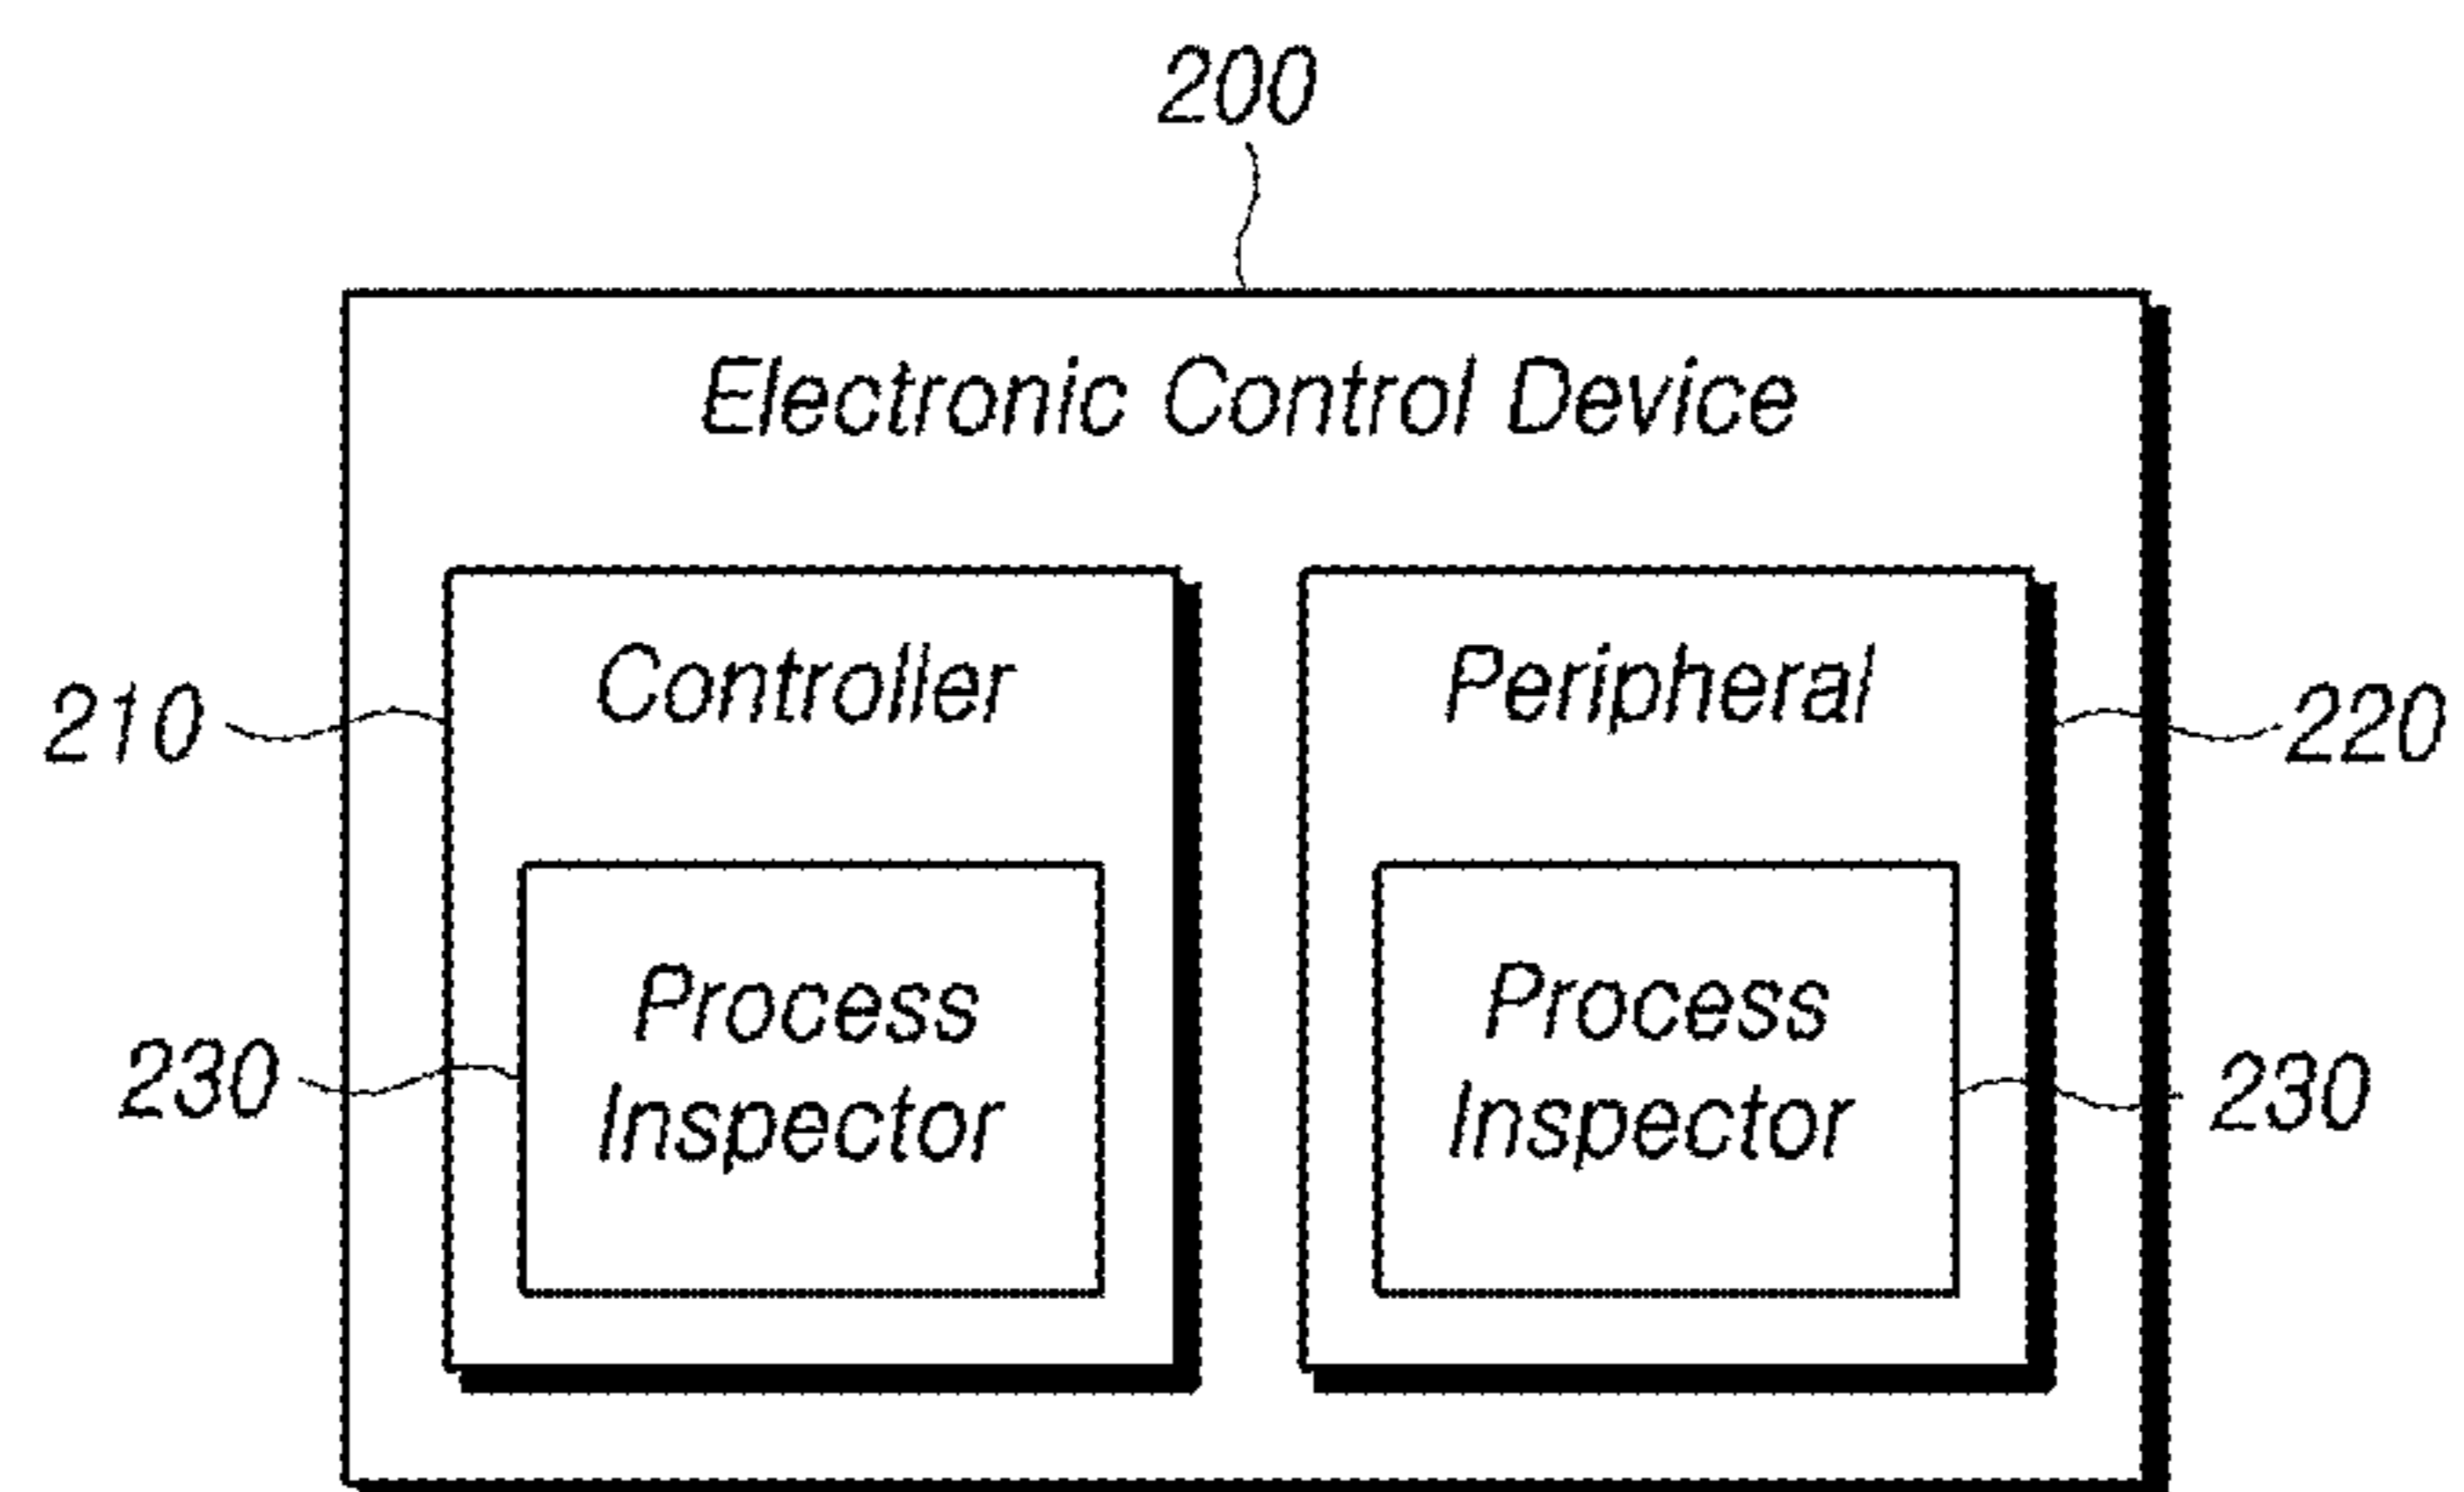 200
Electronic Control Device
Controller
Peripheral
210
220
Process
Inspector
Process
Inspector
230
230